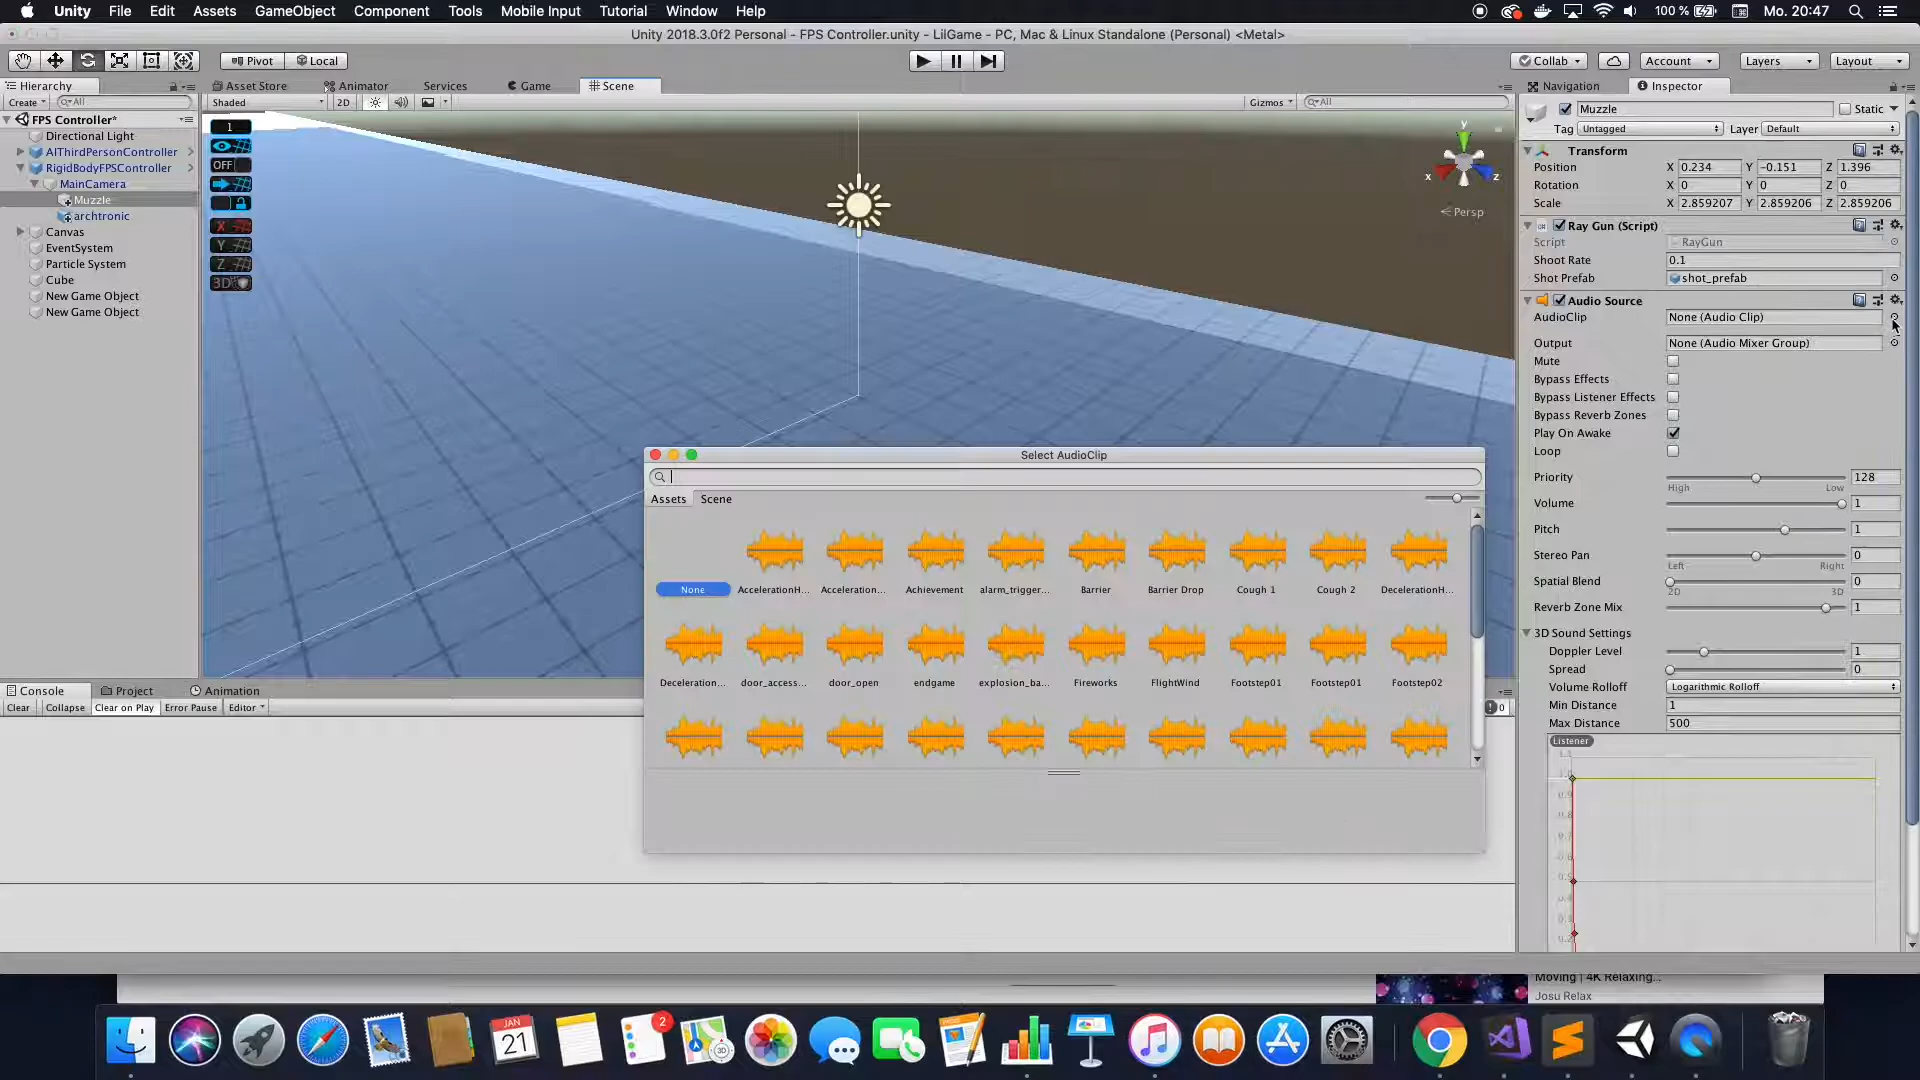 Unity File Edit Assets GameObject Component Tools Mobile Input Tutorial Window Help 100 % Mo. 20:47
Unity 2018.3.0f2 Personal - FPS Controller.unity - LilGame - PC, Mac & Linux Standalone (Personal) <Metal>
Pivot Local Collab Account Layers Layout
Hierarchy Asset Store Animator Services Game Scene Navigation Inspector
Create All Shaded 2D Gizmos All
Muzzle Static
Tag Untagged Layer Default
FPS Controller*
Directional Light
AIThirdPersonController
RigidBodyFPSController
MainCamera
Muzzle
archtronic
Canvas
EventSystem
Particle System
Cube
New Game Object
New Game Object
1
OFF
X
Y
Z
3D
y
x
z
Persp
Transform
Position X 0.234 Y -0.151 Z 1.396
Rotation X 0 Y 0 Z 0
Scale X 2.859207 Y 2.859206 Z 2.859206
Ray Gun (Script)
Script RayGun
Shoot Rate 0.1
Shot Prefab shot_prefab
Audio Source
AudioClip None (Audio Clip)
Output None (Audio Mixer Group)
Mute
Bypass Effects
Bypass Listener Effects
Bypass Reverb Zones
Play On Awake
Loop
Priority 128
High Low
Volume 1
Pitch 1
Stereo Pan 0
Left Right
Spatial Blend 0
2D 3D
Reverb Zone Mix 1
3D Sound Settings
Doppler Level 1
Spread 0
Volume Rolloff Logarithmic Rolloff
Min Distance 1
Max Distance 500
Listener
Select AudioClip
Assets Scene
None AccelerationH... Acceleration... Achievement alarm_trigger... Barrier Barrier Drop Cough 1 Cough 2 DecelerationH...
Deceleration... door_access... door_open endgame explosion_ba... Fireworks FlightWind Footstep01 Footstep01 Footstep02
Console Project Animation
Clear Collapse Clear on Play Error Pause Editor 0
Moving | 4K Relaxing...
Josu Relax
JAN
21
2
3D